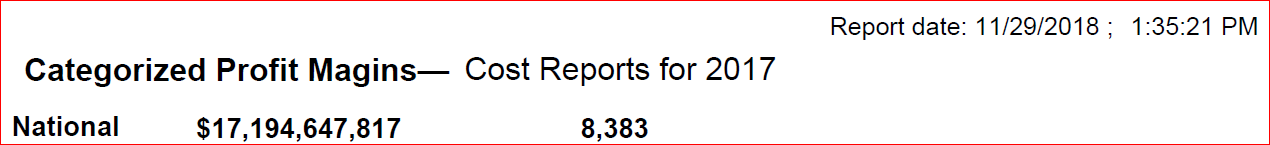 Report date: 11/29/2018 ; 1:35:21 PM
Categorized Profit Magins— Cost Reports for 2017
National $17,194,647,817 8,383